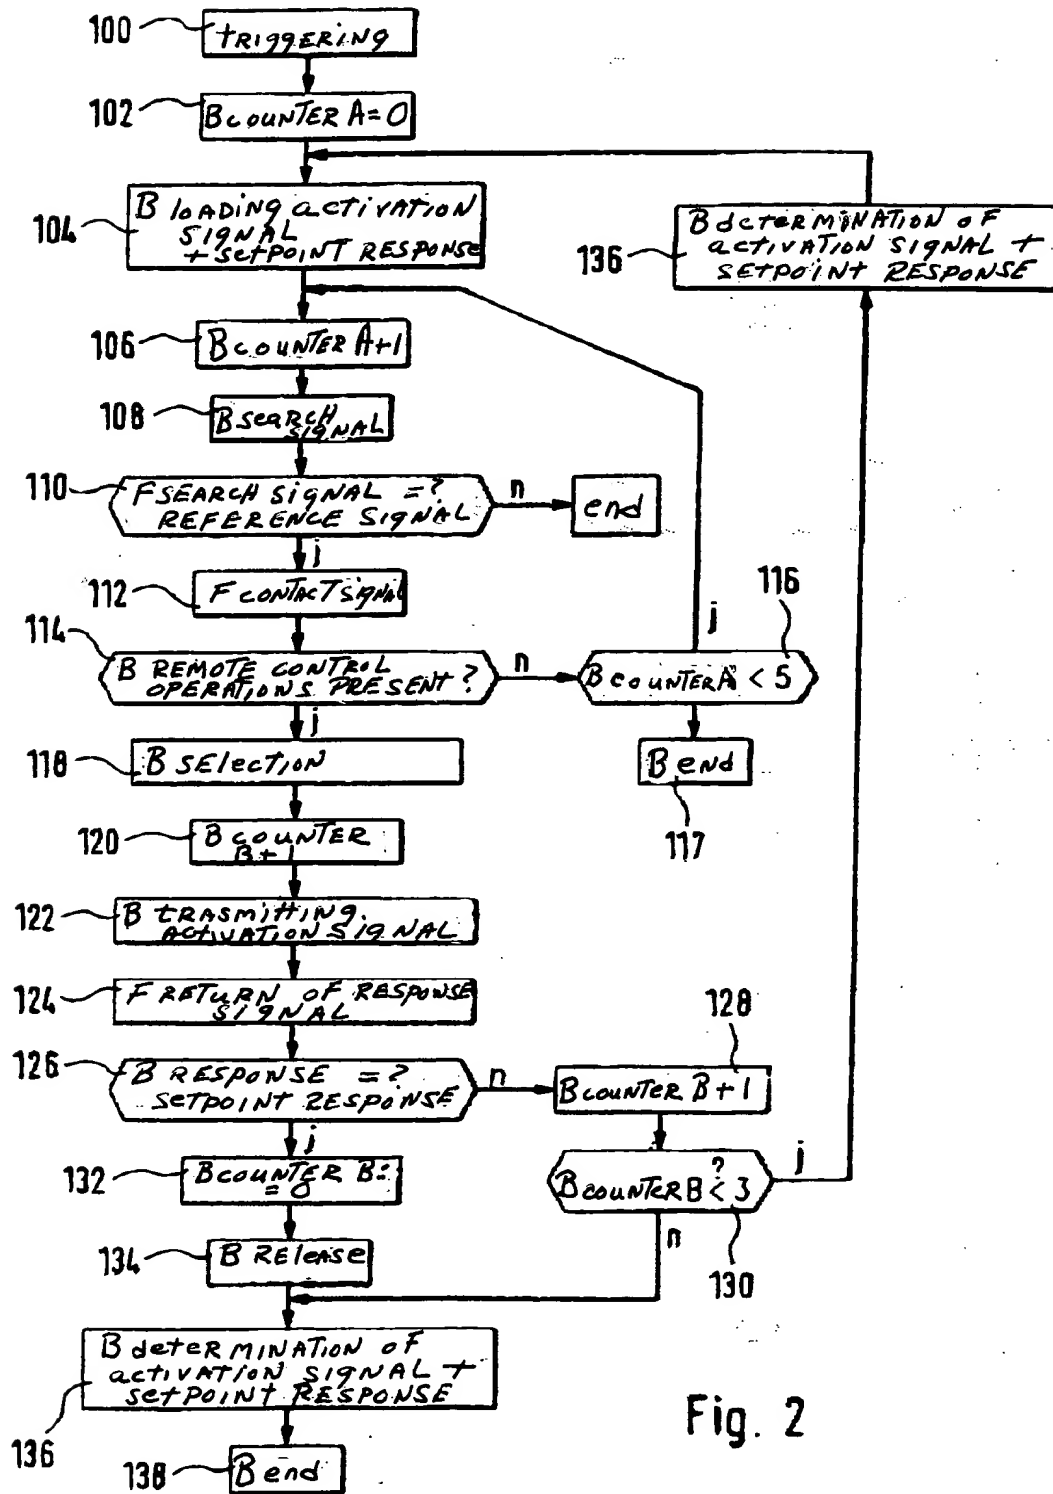 100
triggering
102
B counter A = 0
104
B loading activation
signal
+ setpoint response
136
B determination of
activation signal +
setpoint response
106
B counter A+1
108
B search
signal
110
F search signal = ?
reference signal
n
end
j
112
F contact signal
114
B remote control
operations present ?
n
j
116
B counter A < 5
j
118
B selection
B end
117
120
B counter
B + 1
122
B trasmitting
activation signal
124
F return of response
signal
126
B response = ?
setpoint response
n
128
B counter B + 1
j
132
B counter B :
= 0
?
B counter B < 3
j
130
n
134
B release
B determination of
activation signal +
setpoint response
136
138
B end
Fig. 2